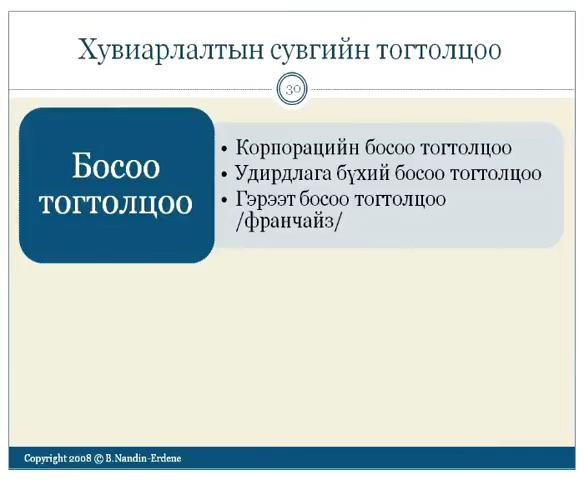 Хувиарлалтын сувгийн тогтолцоо
30
Босоо
тогтолцоо
• Корпорацийн босоо тогтолцоо
• Удирдлага бүхий босоо тогтолцоо
• Гэрээт босоо тогтолцоо
/франчайз/
Copyright 2008 © B.Nandin-Erdene